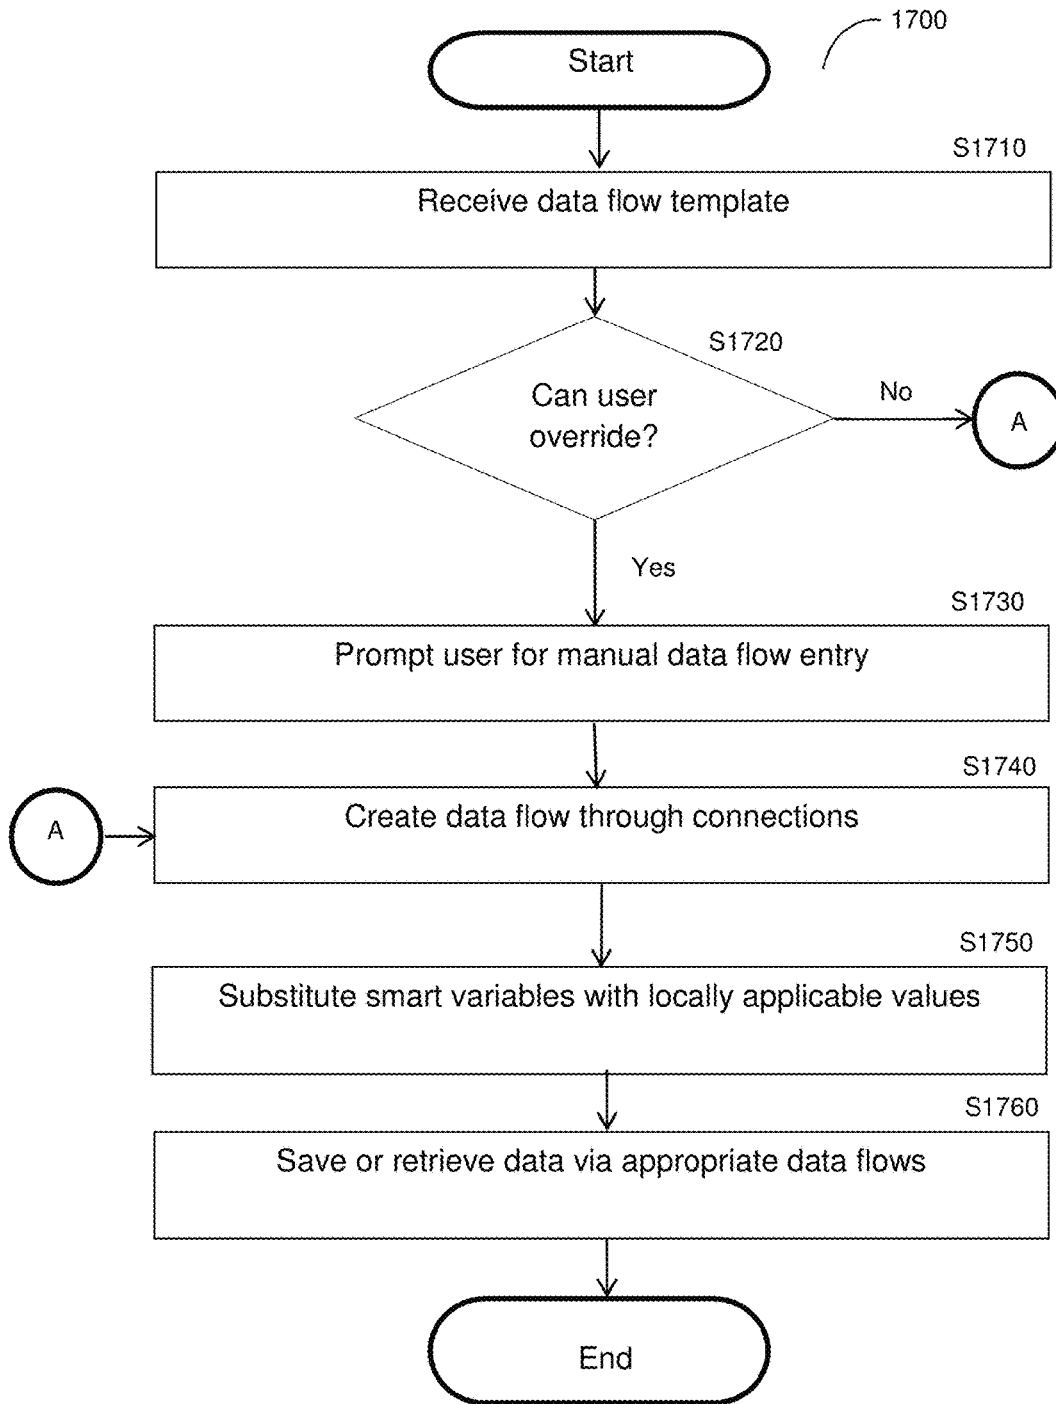 1700
Start
S1710
Receive data flow template
S1720
Can user
override?
No
A
Yes
S1730
Prompt user for manual data flow entry
S1740
A
Create data flow through connections
S1750
Substitute smart variables with locally applicable values
S1760
Save or retrieve data via appropriate data flows
End